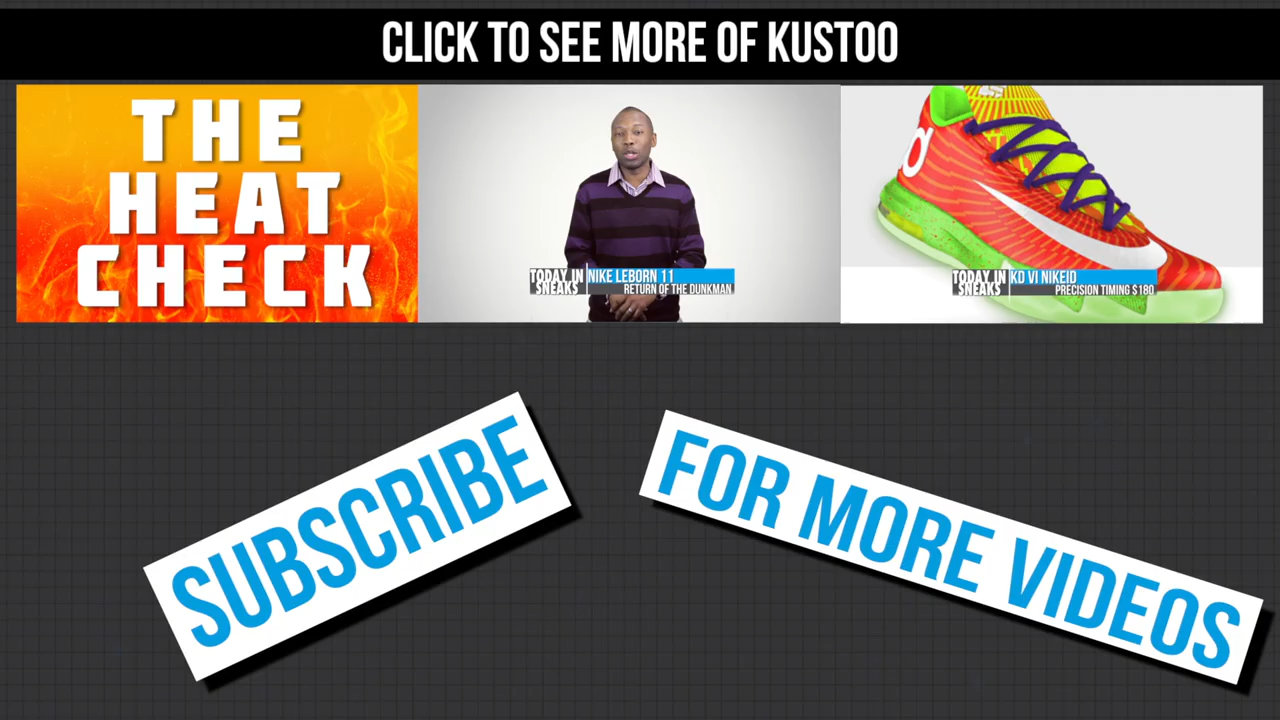 CLICK TO SEE MORE OF KUSTOO
THE
HEAT
CHECK
TODAY IN
SNEAKS
NIKE LEBORN 11
RETURN OF THE DUNKMAN
TODAY IN
SNEAKS
KD VI NIKEID
PRECISION TIMING $180
SUBSCRIBE
FOR MORE VIDEOS